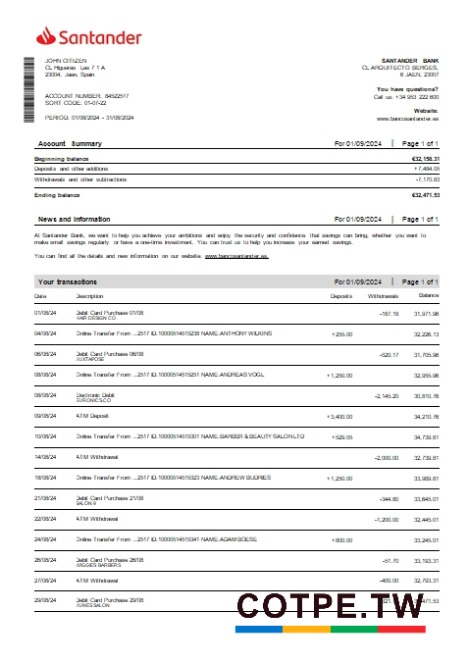 Santander
JOHN CITIZEN
CL Higueras Las 7 1 A
23004, Jaen, Spain
ACCOUNT NUMBER: 84522517
SORT CODE: 01-07-22
PERIOD: 01/08/2024 - 31/08/2024
SANTANDER BANK
CL ARQUITECTO BERGES,
6 JAEN, 23007
You have questions?
Call us: +34 953 222 600
Website.
www.bancosantander.es
Account Summary For 01/09/2024 | Page 1 of 1
Beginning balance €32,158.31
Deposits and other additions +7,484.05
Withdrawals and other subtractions -7,170.83
Ending balance €32,471.53
News and Information For 01/09/2024 | Page 1 of 1
At Santander Bank, we want to help you achieve your ambitions and enjoy the security and confidence that savings can bring, whether you want to
make small savings regularly or have a one-time investment. You can trust us to help you increase your earned savings.
You can find all the details and new information on our website. www.bancosantander.es.
Your transactions For 01/09/2024 | Page 1 of 1
Date Description Deposits Withdrawals Balance
01/08/24 Debit Card Purchase 01/08 -187.18 31,971.98
HAIR DESIGN CO
04/08/24 Online Transfer From ...2517 ID:10000514515238 NAME:ANTHONY WILKINS +255.00 32,226.13
06/08/24 Debit Card Purchase 06/08 -520.17 31,705.96
JUXTAPOSE
08/08/24 Online Transfer From ...2517 ID:10000514515251 NAME:ANDREAS VOGL +1,250.00 32,955.96
08/08/24 Electronic Debit -2,145.20 30,810.76
EURONICS.CO
09/08/24 ATM Deposit +3,400.00 34,210.76
10/08/24 Online Transfer From ...2517 ID:10000514515301 NAME:BARBER & BEAUTY SALON LTD +529.05 34,739.81
14/08/24 ATM Withdrawal -2,000.00 32,739.81
18/08/24 Online Transfer From ...2517 ID:10000514515323 NAME:ANDREW BUDRIES +1,250.00 33,989.81
21/08/24 Debit Card Purchase 21/08 -344.80 33,645.01
SALON 9
22/08/24 ATM Withdrawal -1,200.00 32,445.01
24/08/24 Online Transfer From ...2517 ID:10000514515341 NAME:ADAM BOESE +800.00 33,245.01
26/08/24 Debit Card Purchase 26/08 -51.70 33,193.31
WIGGIES BARBERS
27/08/24 ATM Withdrawal -400.00 32,793.31
29/08/24 Debit Card Purchase 29/08
JUNES SALON
COTPE.TW